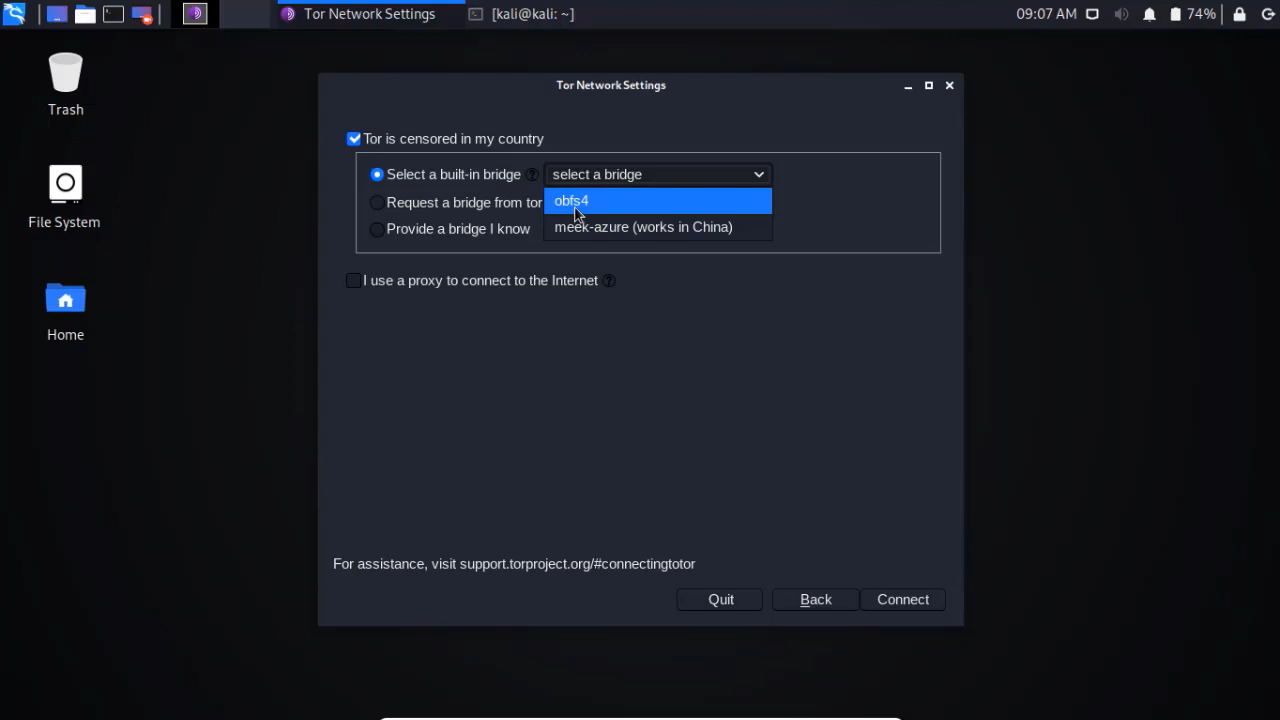 Tor Network Settings
[kali@kali: ~]
09:07 AM
74%
Trash
File System
Home
Tor Network Settings
Tor is censored in my country
Select a built-in bridge ?
select a bridge
obfs4
meek-azure (works in China)
Request a bridge from tor
Provide a bridge I know
I use a proxy to connect to the Internet ?
For assistance, visit support.torproject.org/#connectingtotor
Quit
Back
Connect